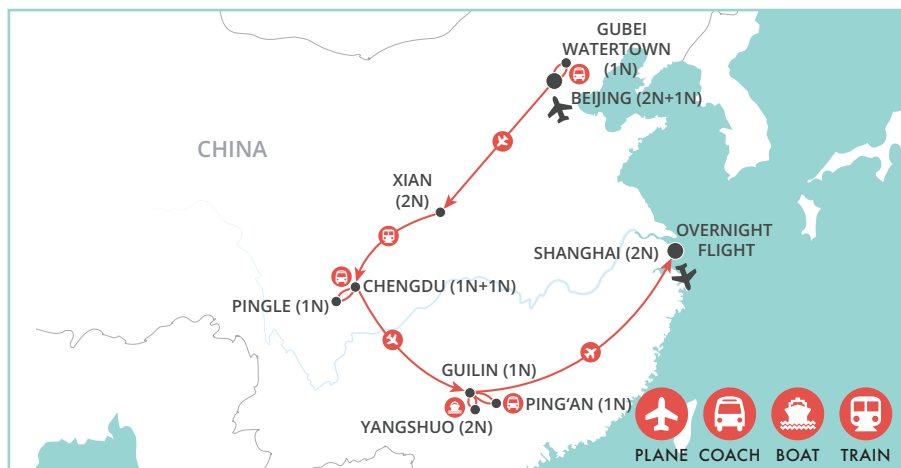 GUBEI
WATERTOWN
(1N)
BEIJING (2N+1N)
CHINA
XIAN
(2N)
OVERNIGHT
FLIGHT
SHANGHAI (2N)
CHENGDU (1N+1N)
PINGLE (1N)
GUILIN (1N)
PING‘AN (1N)
YANGSHUO (2N)
PLANE
COACH
BOAT
TRAIN